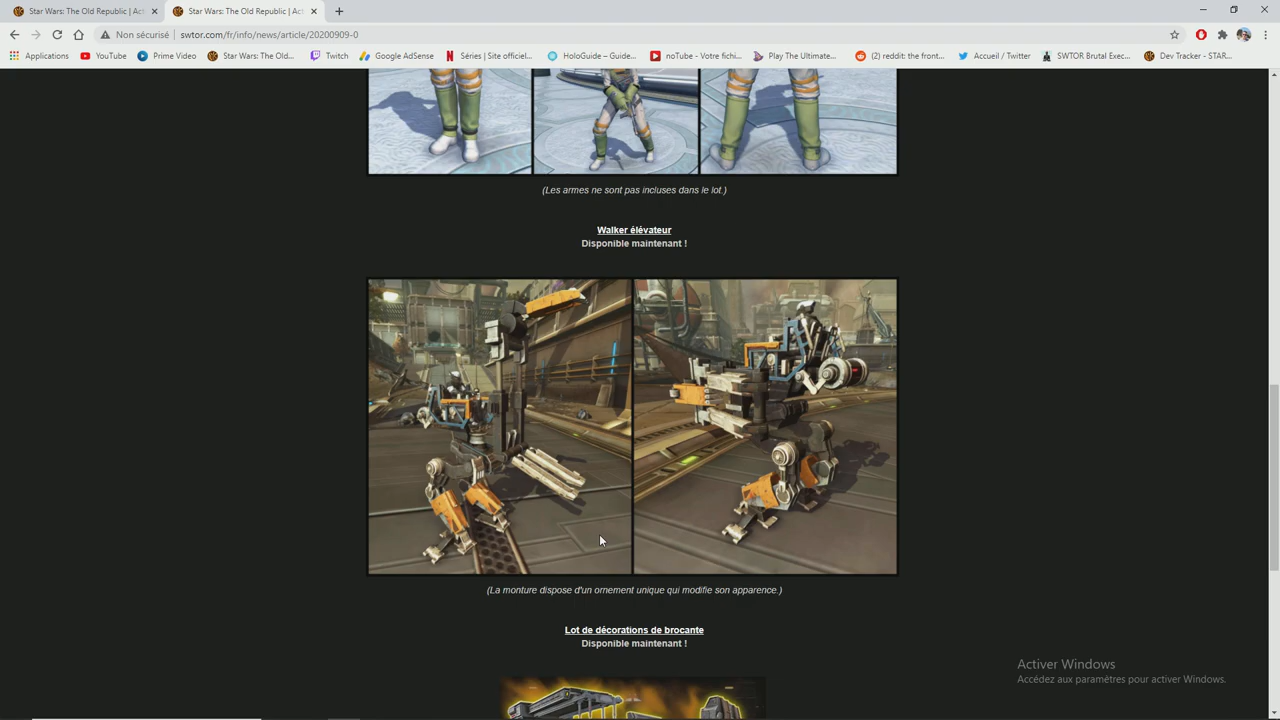 Star Wars: The Old Republic | Act
Star Wars: The Old Republic | Act
Non sécurisé
swtor.com/fr/info/news/article/20200909-0
Applications
YouTube
Prime Video
Star Wars: The Old...
Twitch
Google AdSense
Séries | Site officiel...
HoloGuide – Guide...
noTube - Votre fichi...
Play The Ultimate...
(2) reddit: the front...
Accueil / Twitter
SWTOR Brutal Exec...
Dev Tracker - STAR...
(Les armes ne sont pas incluses dans le lot.)
Walker élévateur
Disponible maintenant !
(La monture dispose d'un ornement unique qui modifie son apparence.)
Lot de décorations de brocante
Disponible maintenant !
Activer Windows
Accédez aux paramètres pour activer Windows.